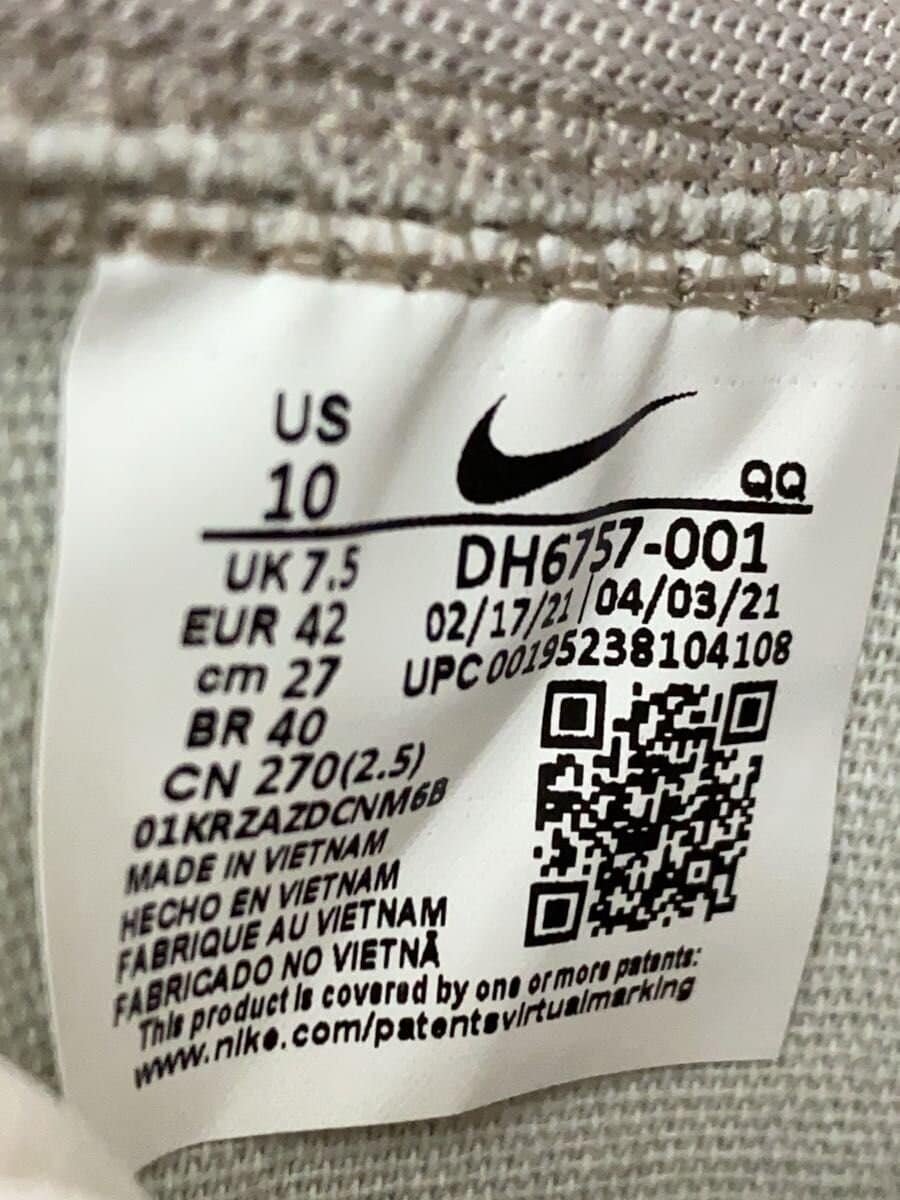 US
10
QQ
UK 7.5
EUR 42
cm 27
BR 40
CN 270(2.5)
DH6757-001
02/17/21/04/03/21
UPC 00195238104108
01KRZAZDCNM6B
MADE IN VIETNAM
HECHO EN VIETNAM
FABRIQUE AU VIETNAM
FABRICADO NO VIETNÃ
This product is covered by one or more patents:
www.nike.com/patentsvirtualmarking